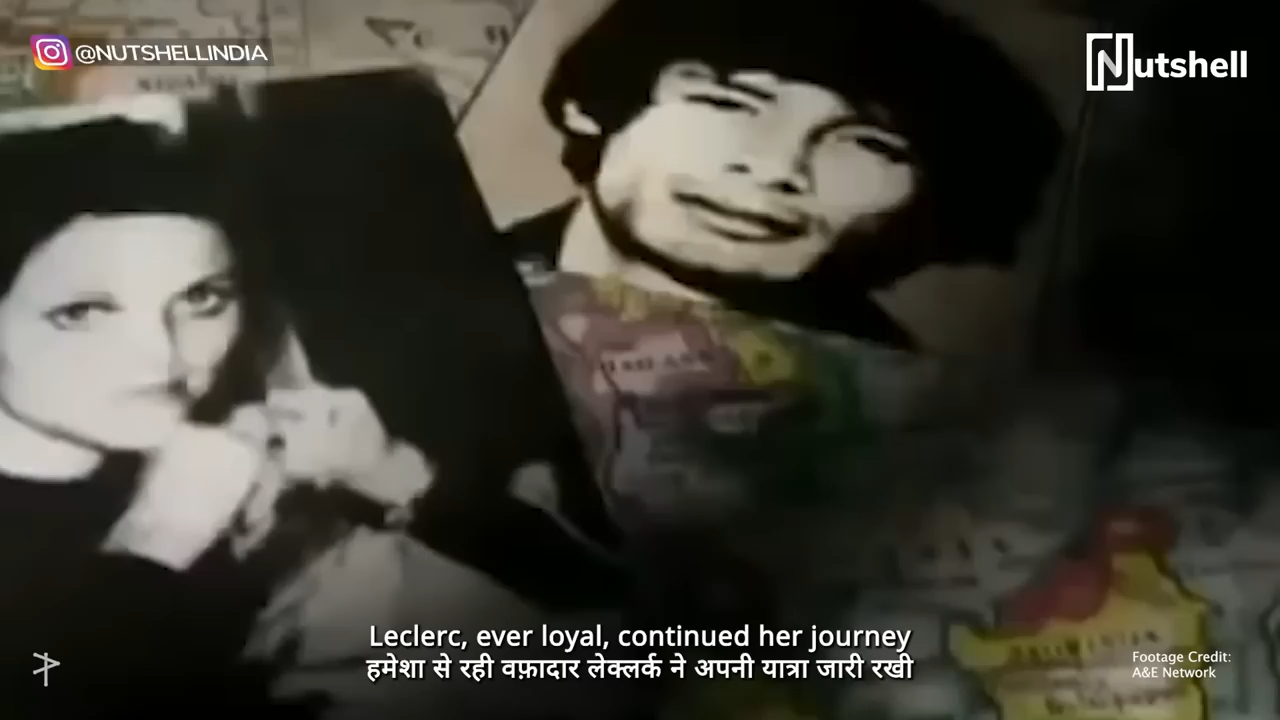 @NUTSHELLINDIA
Nutshell
Leclerc, ever loyal, continued her journey
हमेशा से रही वफ़ादार लेक्लर्क ने अपनी यात्रा जारी रखी
Footage Credit:
A&E Network